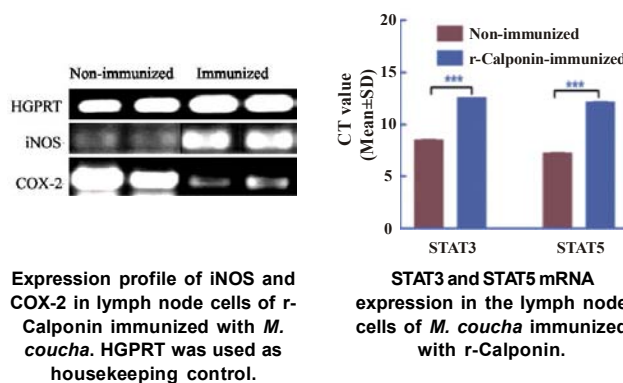 Non-immunized Immunized
HGPRT
iNOS
COX-2
Expression profile of iNOS and
COX-2 in lymph node cells of r-
Calponin immunized with M.
coucha. HGPRT was used as
housekeeping control.
Non-immunized
r-Calponin-immunized
CT value
(Mean±SD)
20
15
10
5
0
***
***
STAT3 STAT5
STAT3 and STAT5 mRNA
expression in the lymph node
cells of M. coucha immunized
with r-Calponin.